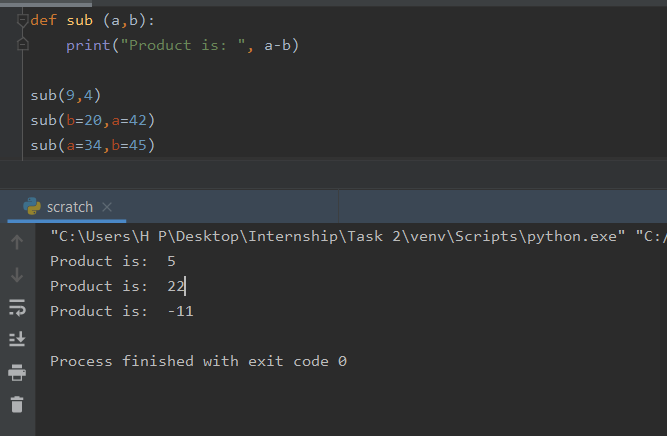 def sub (a,b):
    print("Product is: ", a-b)
sub(9,4)
sub(b=20,a=42)
sub(a=34,b=45)
scratch
"C:\Users\H P\Desktop\Internship\Task 2\venv\Scripts\python.exe" "C:/
Product is:  5
Product is:  22
Product is:  -11
Process finished with exit code 0